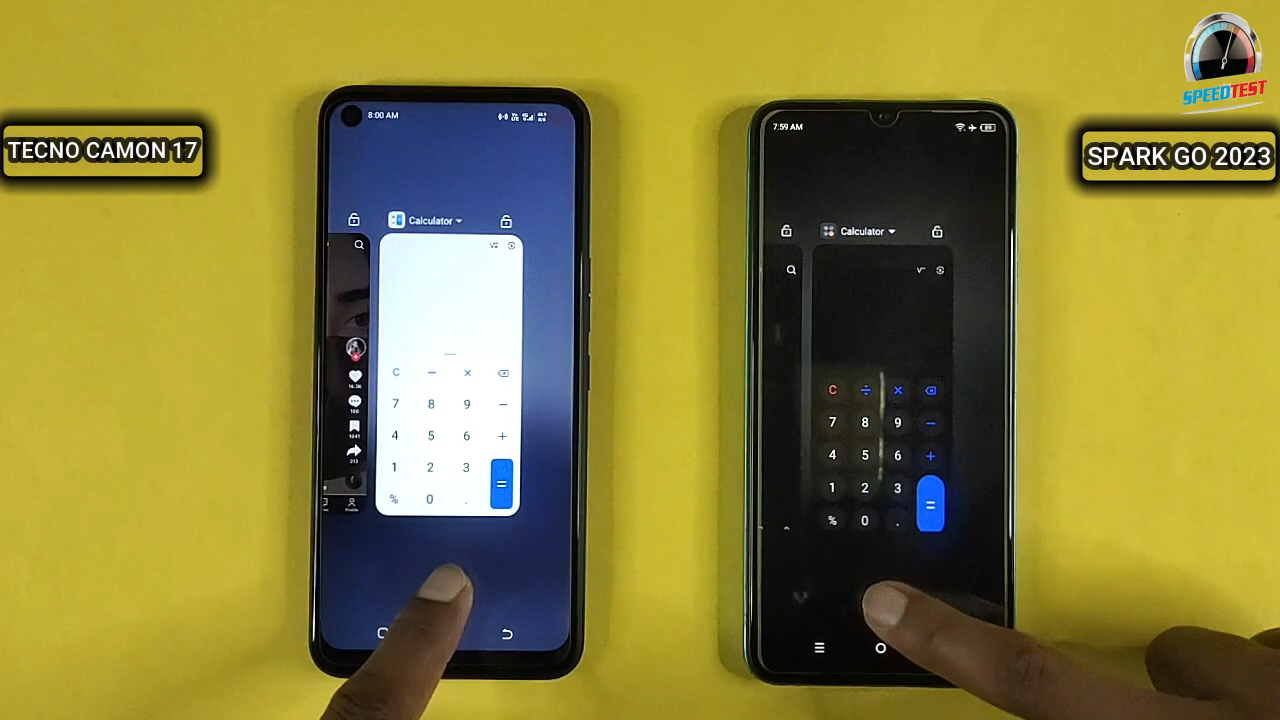 SPEEDTEST
TECNO CAMON 17
SPARK GO 2023
8:00 AM
Calculator
C − × 
7 8 9 −
4 5 6 +
1 2 3 =
% 0 .
Profile
7:59 AM
Calculator
C ÷ ×
7 8 9 −
4 5 6 +
1 2 3 =
% 0 .